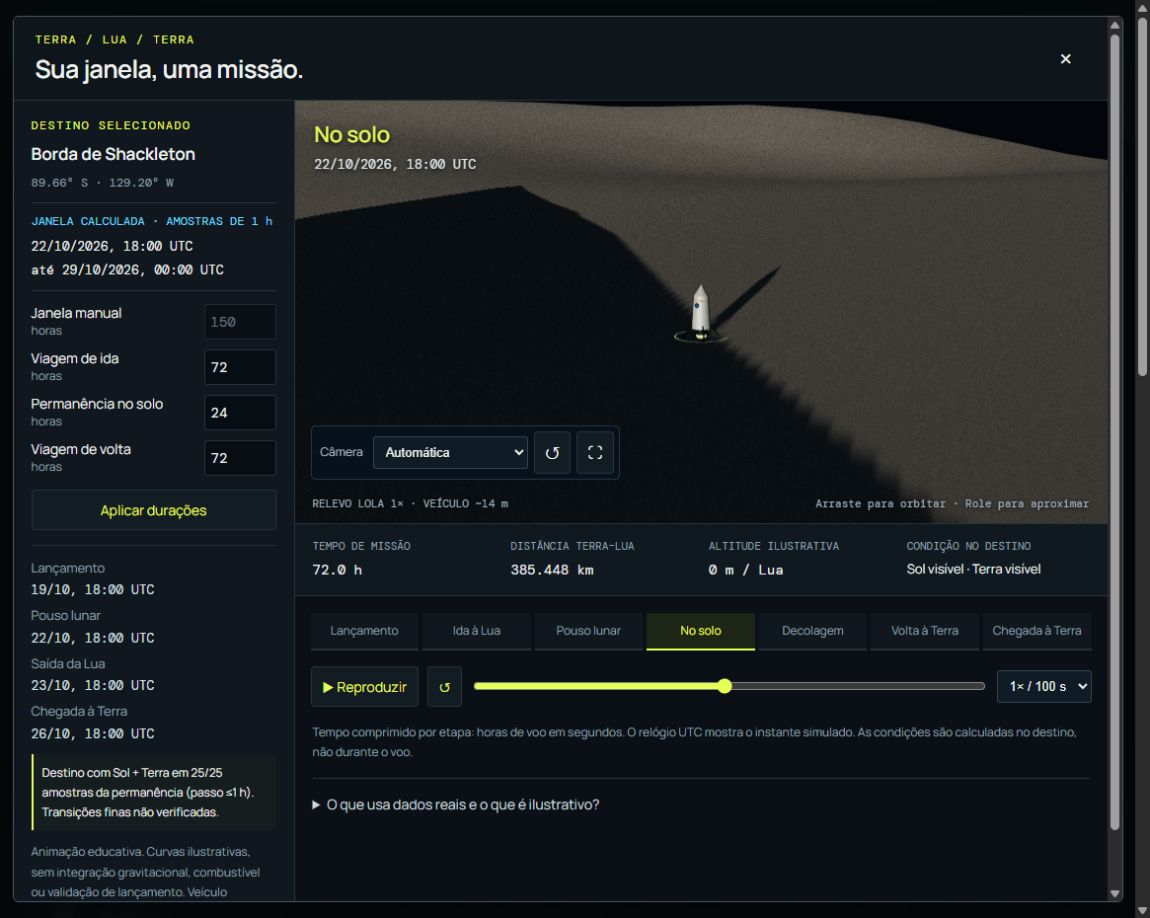 TERRA / LUA / TERRA
Sua janela, uma missão.
×
DESTINO SELECIONADO
Borda de Shackleton
89.66° S · 129.20° W
JANELA CALCULADA · AMOSTRAS DE 1 h
22/10/2026, 18:00 UTC
até 29/10/2026, 00:00 UTC
Janela manual
horas
150
Viagem de ida
horas
72
Permanência no solo
horas
24
Viagem de volta
horas
72
Aplicar durações
Lançamento
19/10, 18:00 UTC
Pouso lunar
22/10, 18:00 UTC
Saída da Lua
23/10, 18:00 UTC
Chegada à Terra
26/10, 18:00 UTC
Destino com Sol + Terra em 25/25
amostras da permanência (passo ≤1 h).
Transições finas não verificadas.
Animação educativa. Curvas ilustrativas,
sem integração gravitacional, combustível
ou validação de lançamento. Veículo
No solo
22/10/2026, 18:00 UTC
Câmera
Automática
RELEVO LOLA 1× · VEÍCULO ~14 m
Arraste para orbitar · Role para aproximar
TEMPO DE MISSÃO
72.0 h
DISTÂNCIA TERRA-LUA
385.448 km
ALTITUDE ILUSTRATIVA
0 m / Lua
CONDIÇÃO NO DESTINO
Sol visível · Terra visível
Lançamento
Ida à Lua
Pouso lunar
No solo
Decolagem
Volta à Terra
Chegada à Terra
▶ Reproduzir
↺
1× / 100 s
Tempo comprimido por etapa: horas de voo em segundos. O relógio UTC mostra o instante simulado. As condições são calculadas no destino,
não durante o voo.
▶ O que usa dados reais e o que é ilustrativo?